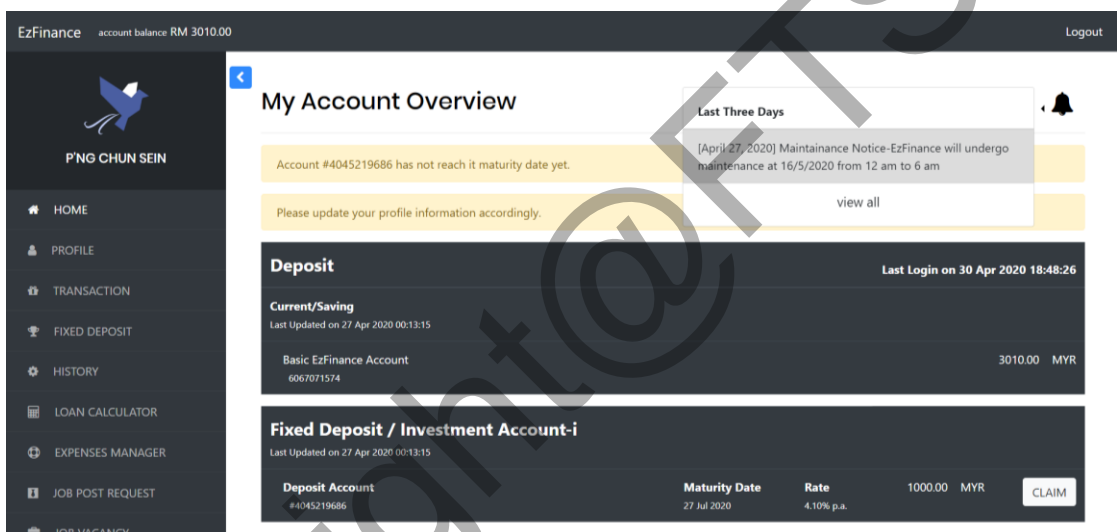 EzFinance account balance RM 3010.00 Logout
P'NG CHUN SEIN
HOME
PROFILE
TRANSACTION
FIXED DEPOSIT
HISTORY
LOAN CALCULATOR
EXPENSES MANAGER
JOB POST REQUEST
JOB VACANCY
My Account Overview
Last Three Days
[April 27, 2020] Maintainance Notice-EzFinance will undergo
maintenance at 16/5/2020 from 12 am to 6 am
view all
Account #4045219686 has not reach it maturity date yet.
Please update your profile information accordingly.
Deposit Last Login on 30 Apr 2020 18:48:26
Current/Saving
Last Updated on 27 Apr 2020 00:13:15
Basic EzFinance Account 3010.00 MYR
6067071574
Fixed Deposit / Investment Account-i
Last Updated on 27 Apr 2020 00:13:15
Deposit Account Maturity Date Rate 1000.00 MYR CLAIM
#4045219686 27 Jul 2020 4.10% p.a.
right@FTS